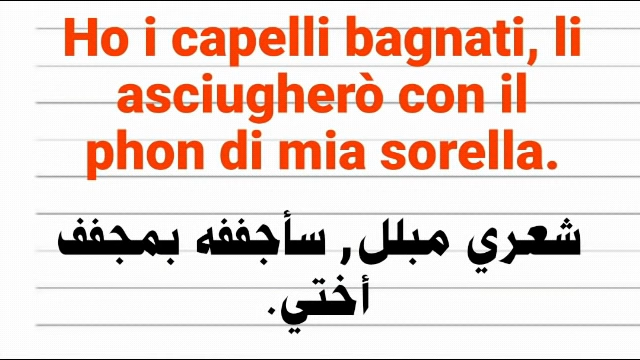 Ho i capelli bagnati, li
asciugherò con il
phon di mia sorella.
شعري مبلل, سأجففه بمجفف
أختي.